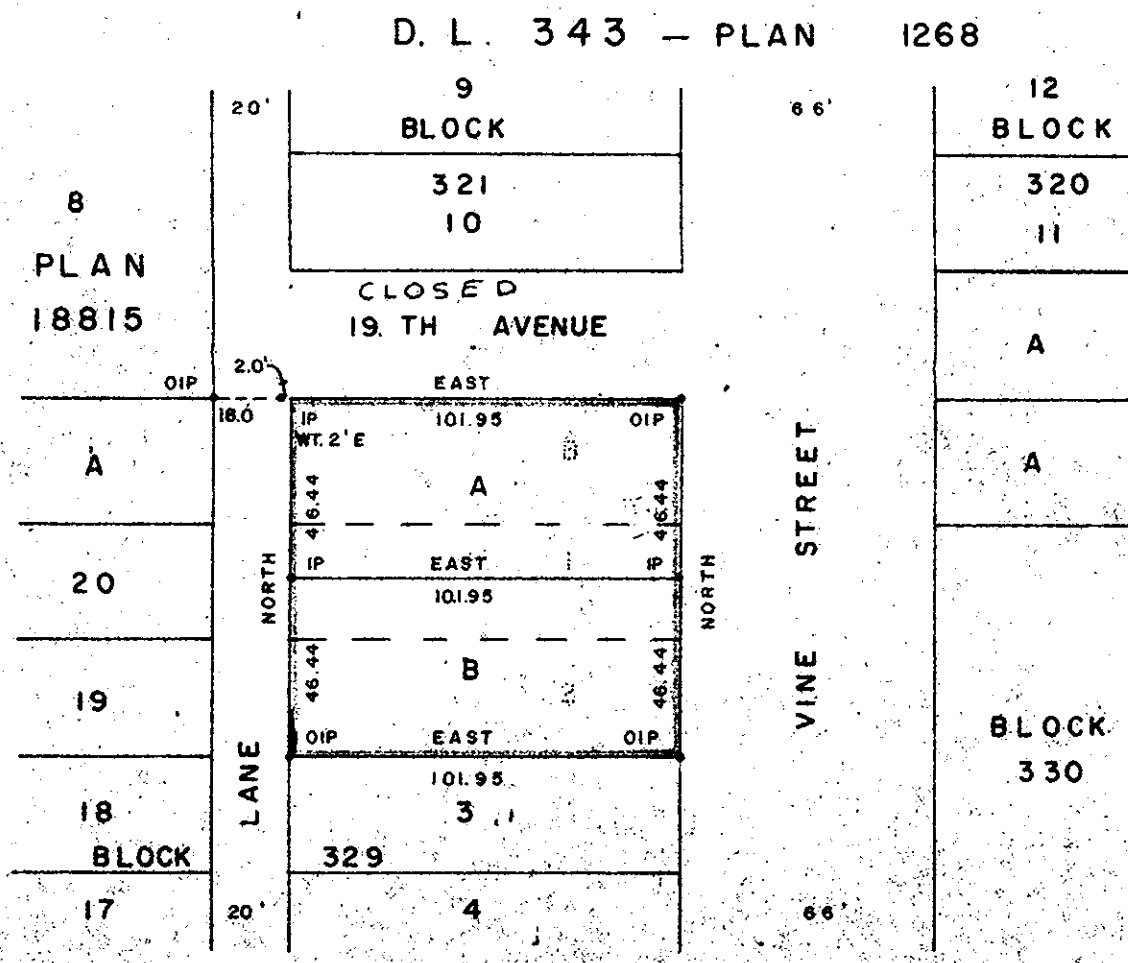 D. L. 343 — PLAN 1268
20'
9
BLOCK
66'
12
BLOCK
8
321
10
320
11
PLAN
18815
CLOSED
19. TH AVENUE
A
OIP
2.0'
EAST
18.0
IP
101.95
OIP
WT. 2' E
A
A
A
46.44
46.44
VINE STREET
20
NORTH
IP
EAST
IP
101.95
NORTH
19
46.44
B
46.44
BLOCK
330
OIP
EAST
OIP
LANE
101.95
18
3
BLOCK
329
17
20'
4
66'